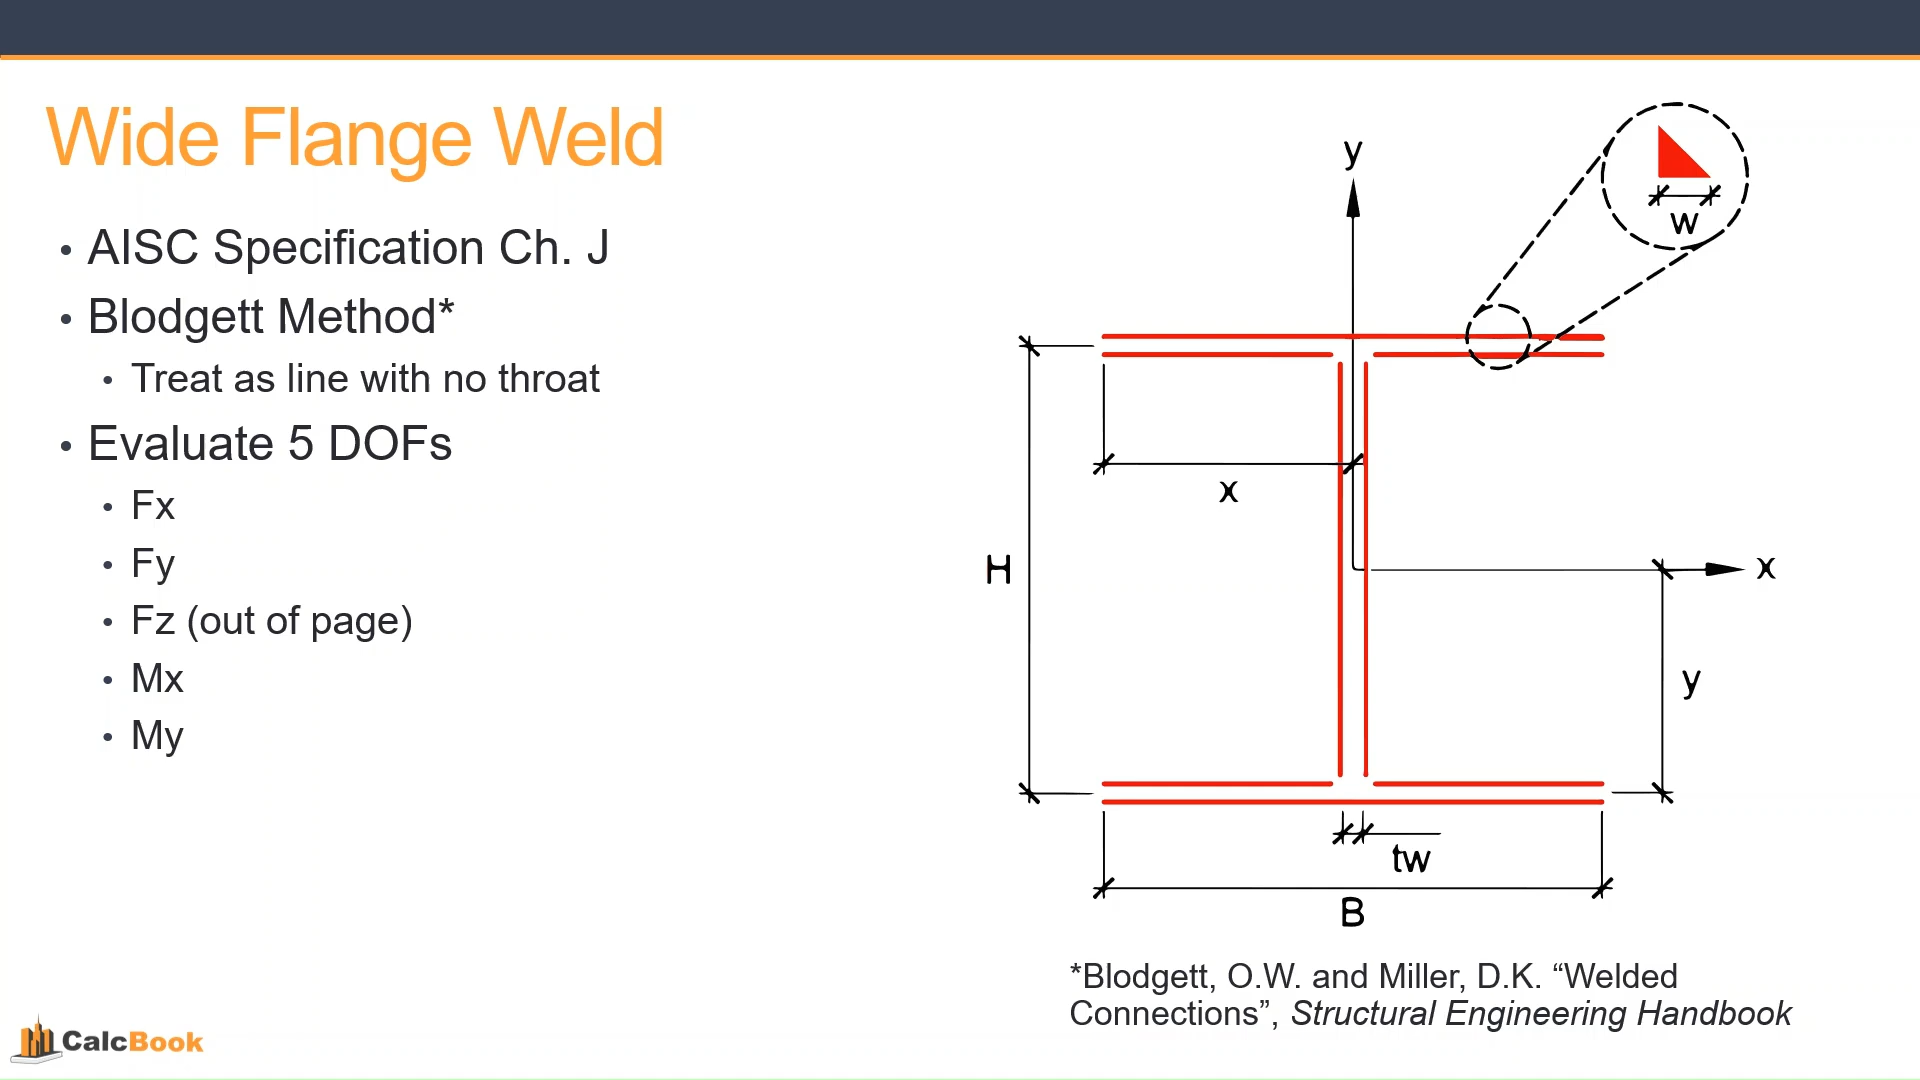 Wide Flange Weld
• AISC Specification Ch. J
• Blodgett Method*
• Treat as line with no throat
• Evaluate 5 DOFs
• Fx
• Fy
• Fz (out of page)
• Mx
• My
y
w
x
H
x
y
tw
B
*Blodgett, O.W. and Miller, D.K. “Welded
Connections”, Structural Engineering Handbook
CalcBook